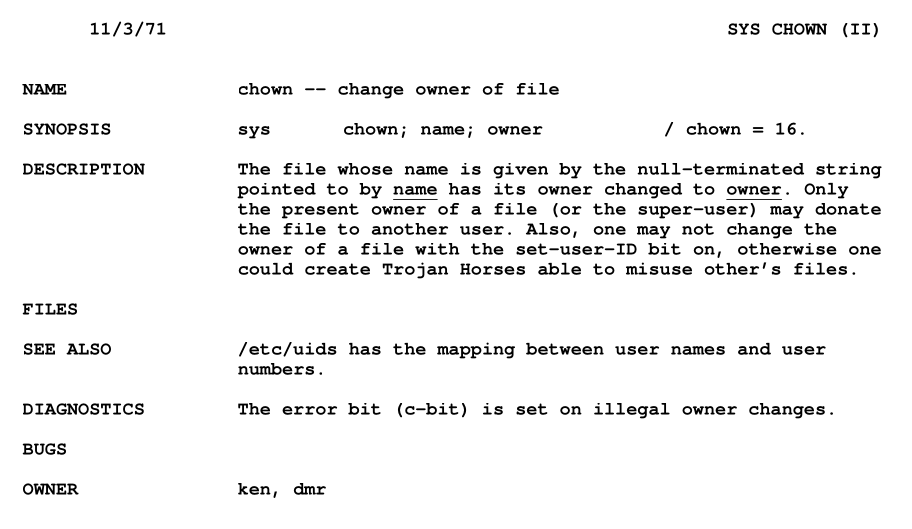 11/3/71 SYS CHOWN (II)
NAME chown -- change owner of file
SYNOPSIS sys chown; name; owner / chown = 16.
DESCRIPTION The file whose name is given by the null-terminated string
pointed to by name has its owner changed to owner. Only
the present owner of a file (or the super-user) may donate
the file to another user. Also, one may not change the
owner of a file with the set-user-ID bit on, otherwise one
could create Trojan Horses able to misuse other's files.
FILES
SEE ALSO /etc/uids has the mapping between user names and user
numbers.
DIAGNOSTICS The error bit (c-bit) is set on illegal owner changes.
BUGS
OWNER ken, dmr